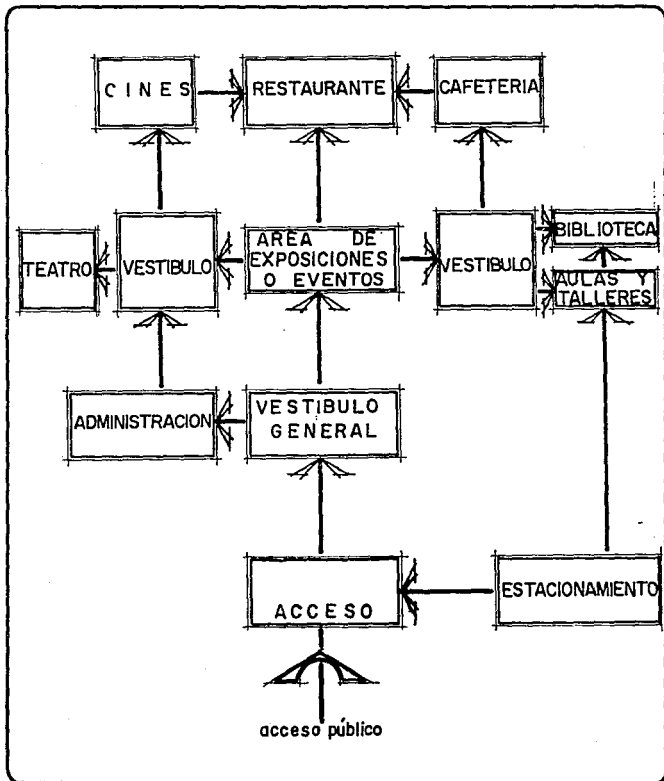 CINES
RESTAURANTE
CAFETERIA
TEATRO
VESTIBULO
AREA DE
EXPOSICIONES
O EVENTOS
VESTIBULO
BIBLIOTECA
AULAS Y
TALLERES
ADMINISTRACION
VESTIBULO
GENERAL
ACCESO
ESTACIONAMIENTO
acceso público